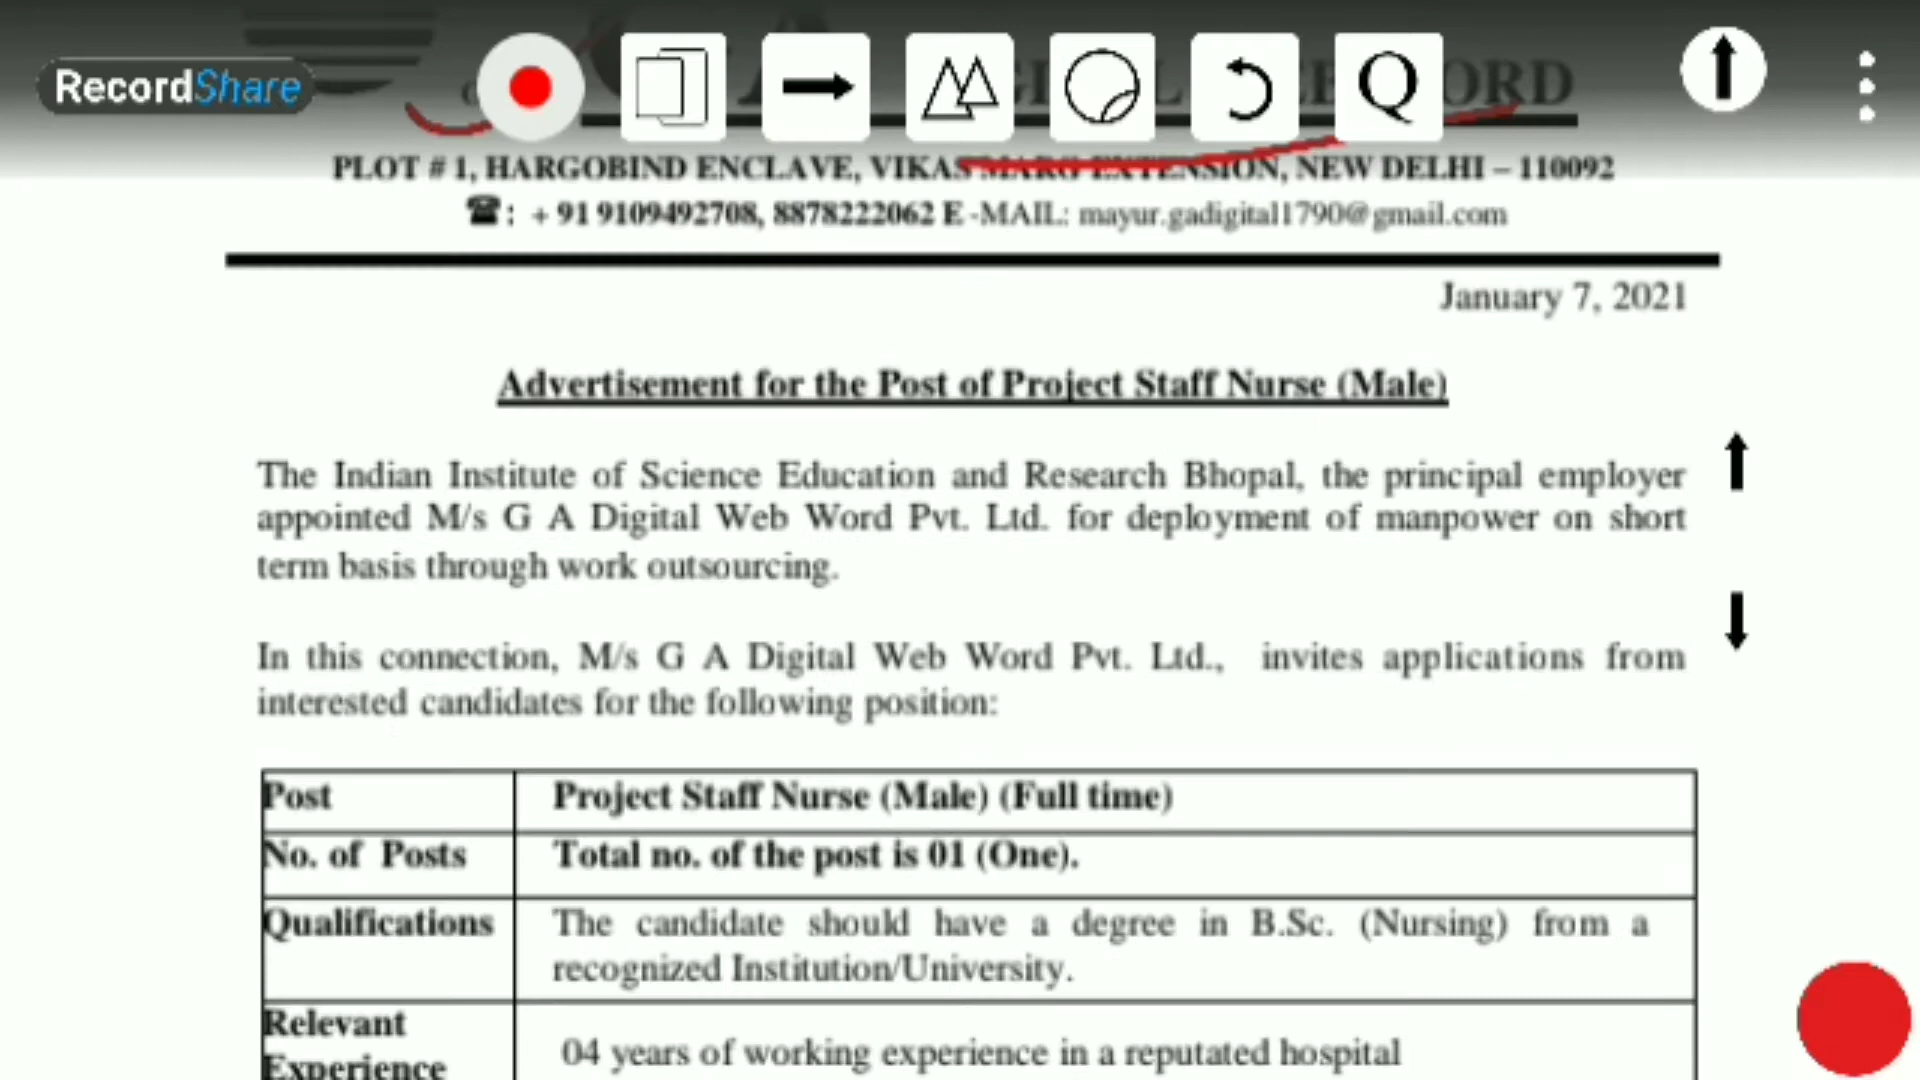 RecordShare
Q
ORD
PLOT # 1, HARGOBIND ENCLAVE, VIKAS MARG EXTENSION, NEW DELHI – 110092
☎: + 91 9109492708, 8878222062 E -MAIL: mayur.gadigital1790@gmail.com
January 7, 2021
Advertisement for the Post of Project Staff Nurse (Male)
The Indian Institute of Science Education and Research Bhopal, the principal employer
appointed M/s G A Digital Web Word Pvt. Ltd. for deployment of manpower on short
term basis through work outsourcing.
In this connection, M/s G A Digital Web Word Pvt. Ltd., invites applications from
interested candidates for the following position:
Post Project Staff Nurse (Male) (Full time)
No. of Posts Total no. of the post is 01 (One).
Qualifications The candidate should have a degree in B.Sc. (Nursing) from a
recognized Institution/University.
Relevant
Experience 04 years of working experience in a reputated hospital